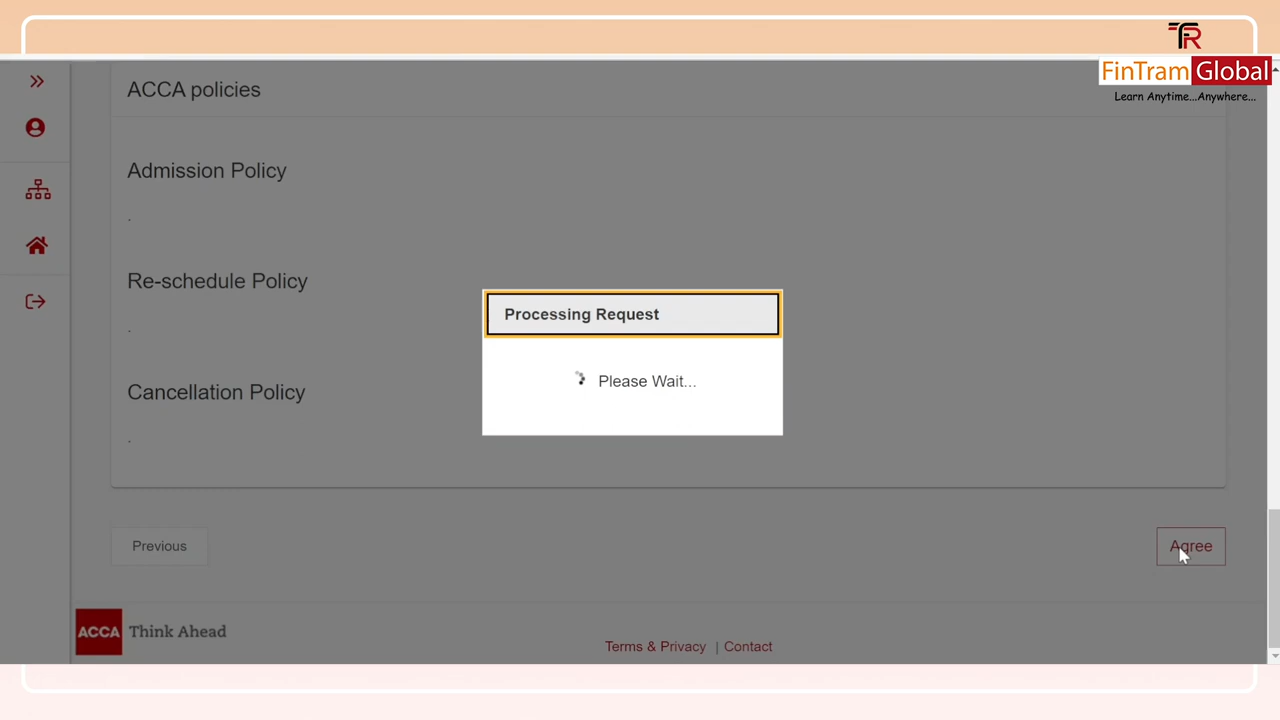 TR
FinTram Global
Learn Anytime...Anywhere...
ACCA policies
Admission Policy
.
Re-schedule Policy
.
Cancellation Policy
.
Processing Request
Please Wait...
Previous
Agree
ACCA Think Ahead
Terms & Privacy | Contact